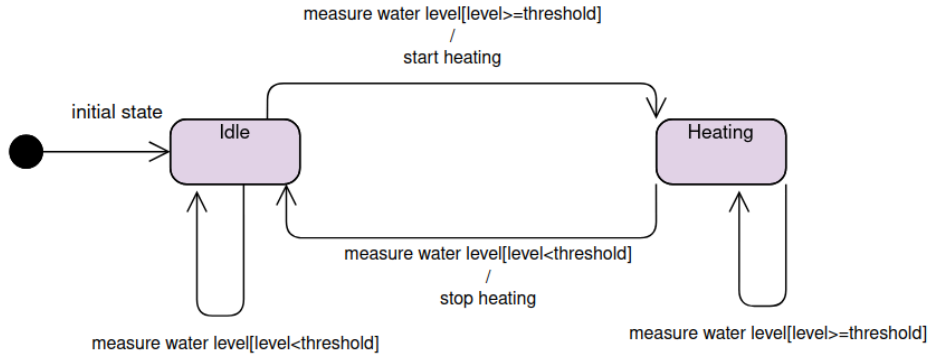 measure water level[level>=threshold]
/
start heating
initial state
Idle
Heating
measure water level[level<threshold]
/
stop heating
measure water level[level<threshold]
measure water level[level>=threshold]